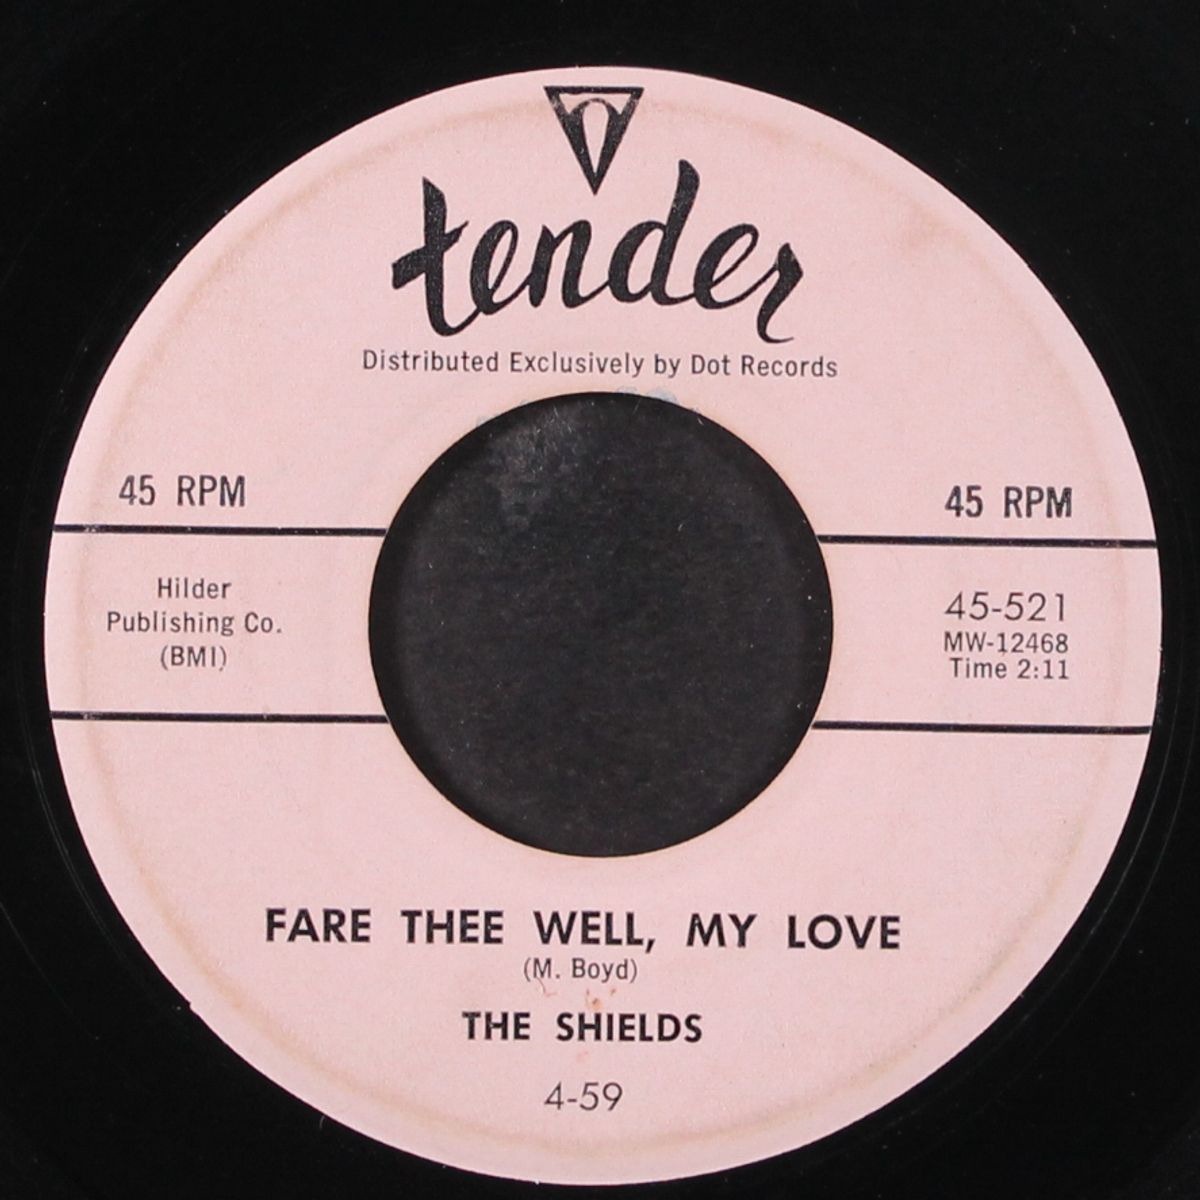 tender
Distributed Exclusively by Dot Records
45 RPM
45 RPM
Hilder
Publishing Co.
(BMI)
45-521
MW-12468
Time 2:11
FARE THEE WELL, MY LOVE
(M. Boyd)
THE SHIELDS
4-59